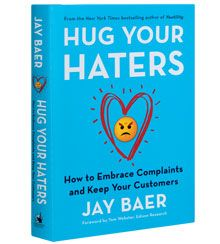 JAY
BAER
HUG YOUR HATERS
From the New York Times bestselling author of Youtility
HUG YOUR
HATERS
How to Embrace Complaints
and Keep Your Customers
JAY BAER
Foreword by Tom Webster, Edison Research